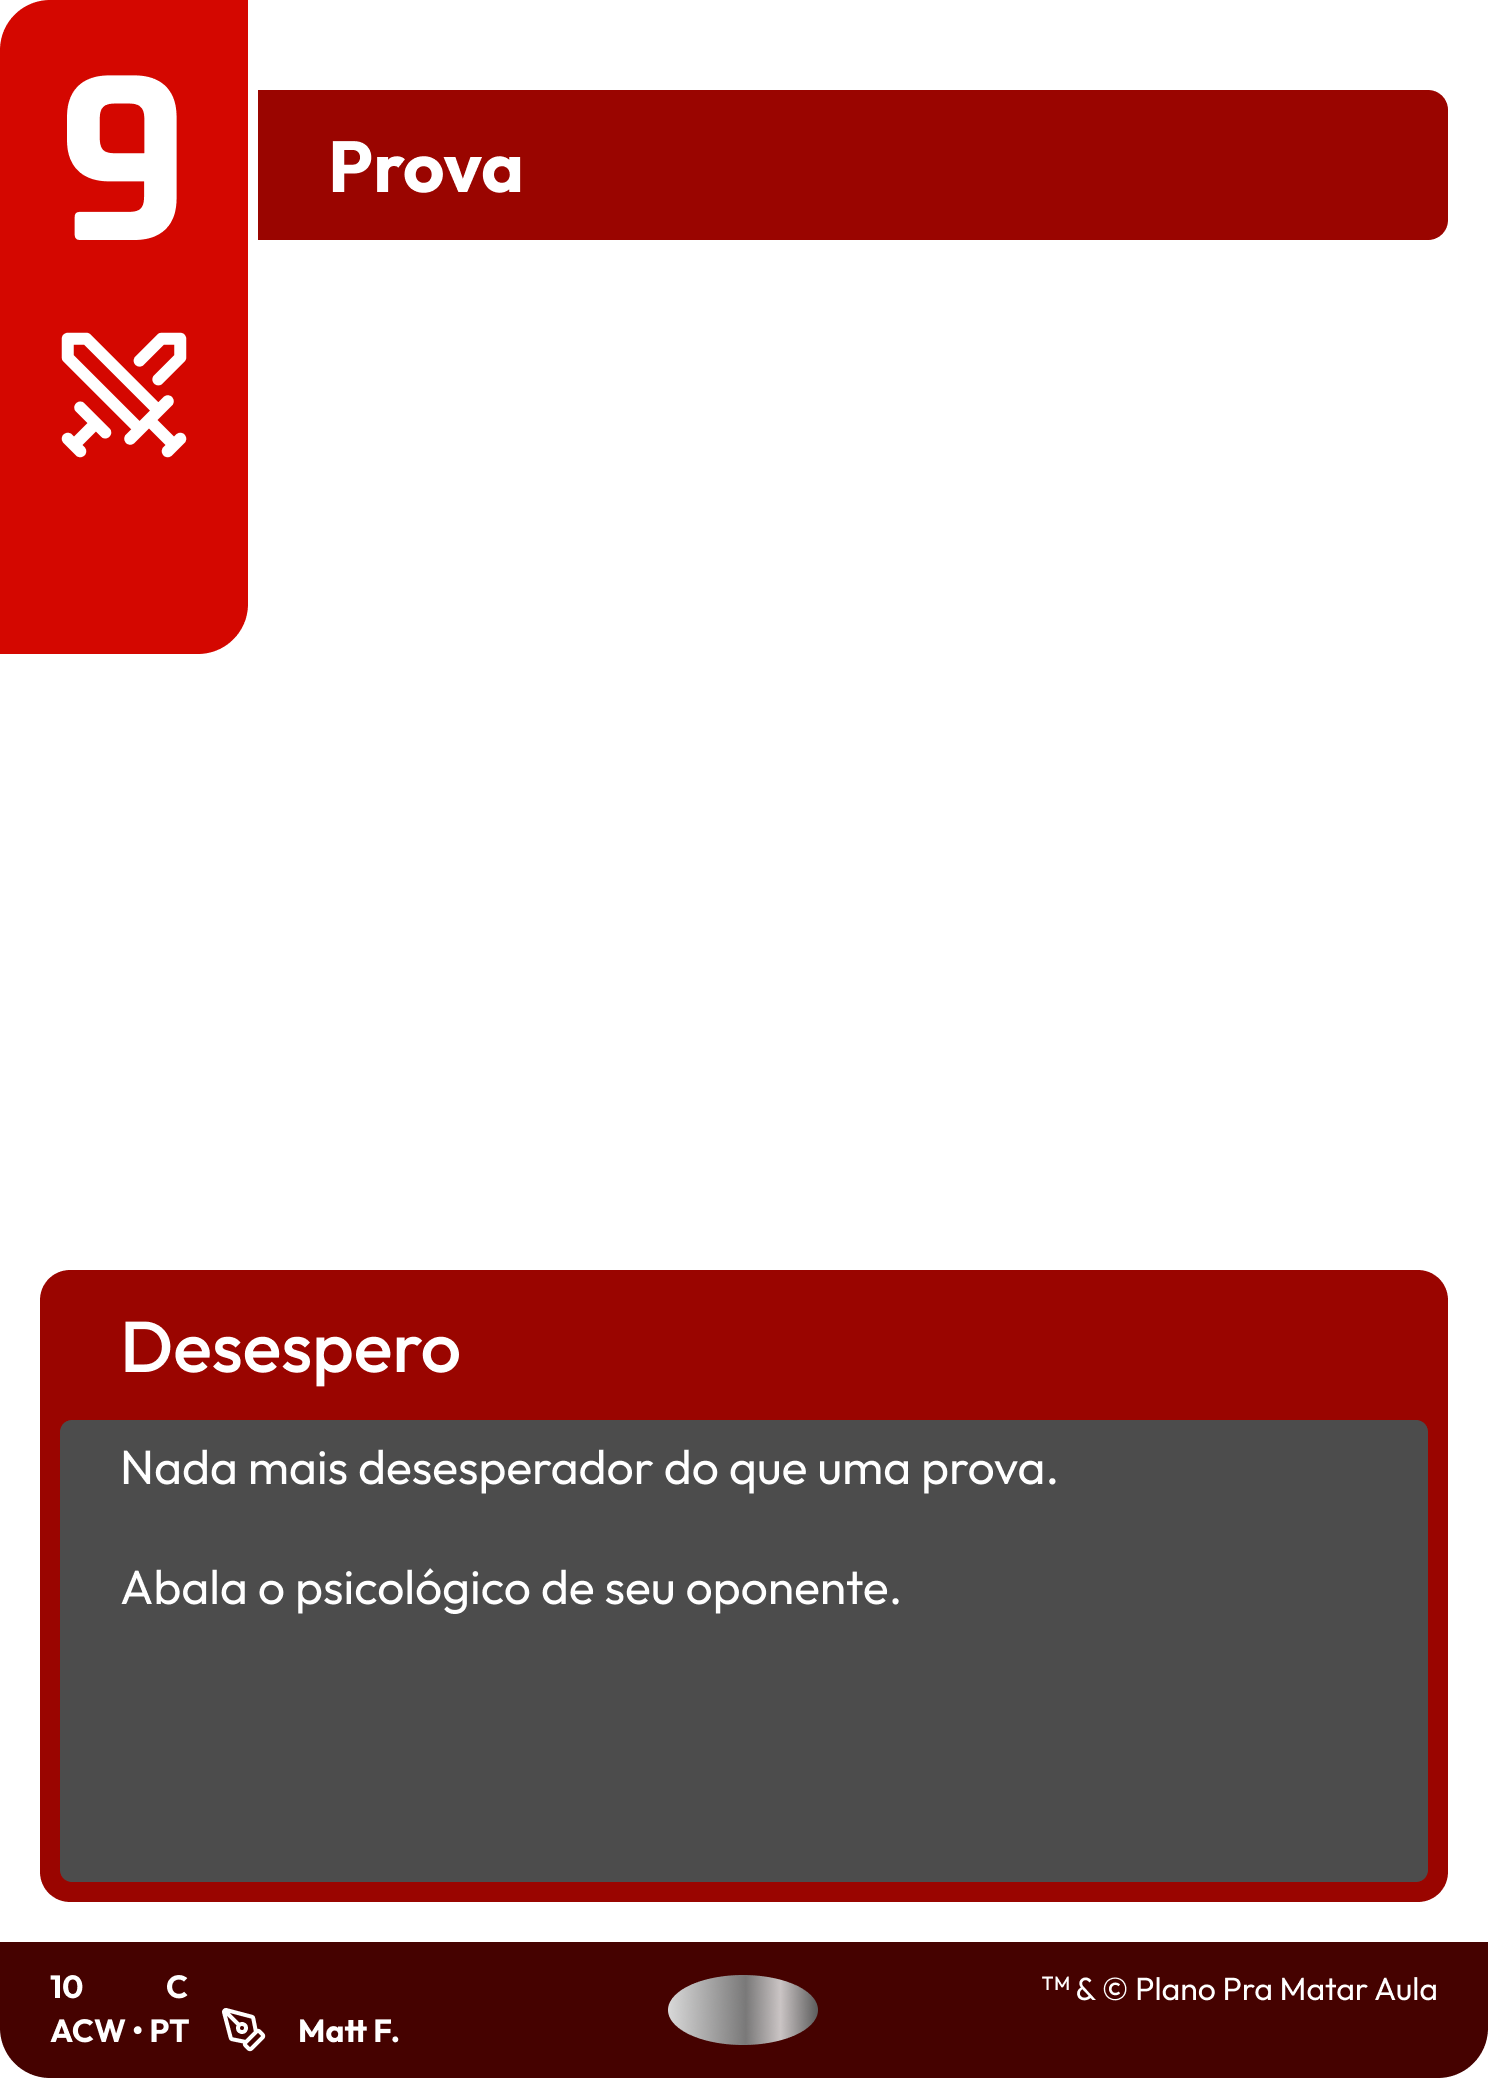 9
Prova
Desespero
Nada mais desesperador do que uma prova.
Abala o psicológico de seu oponente.
10 C
ACW • PT Matt F.
™ & © Plano Pra Matar Aula